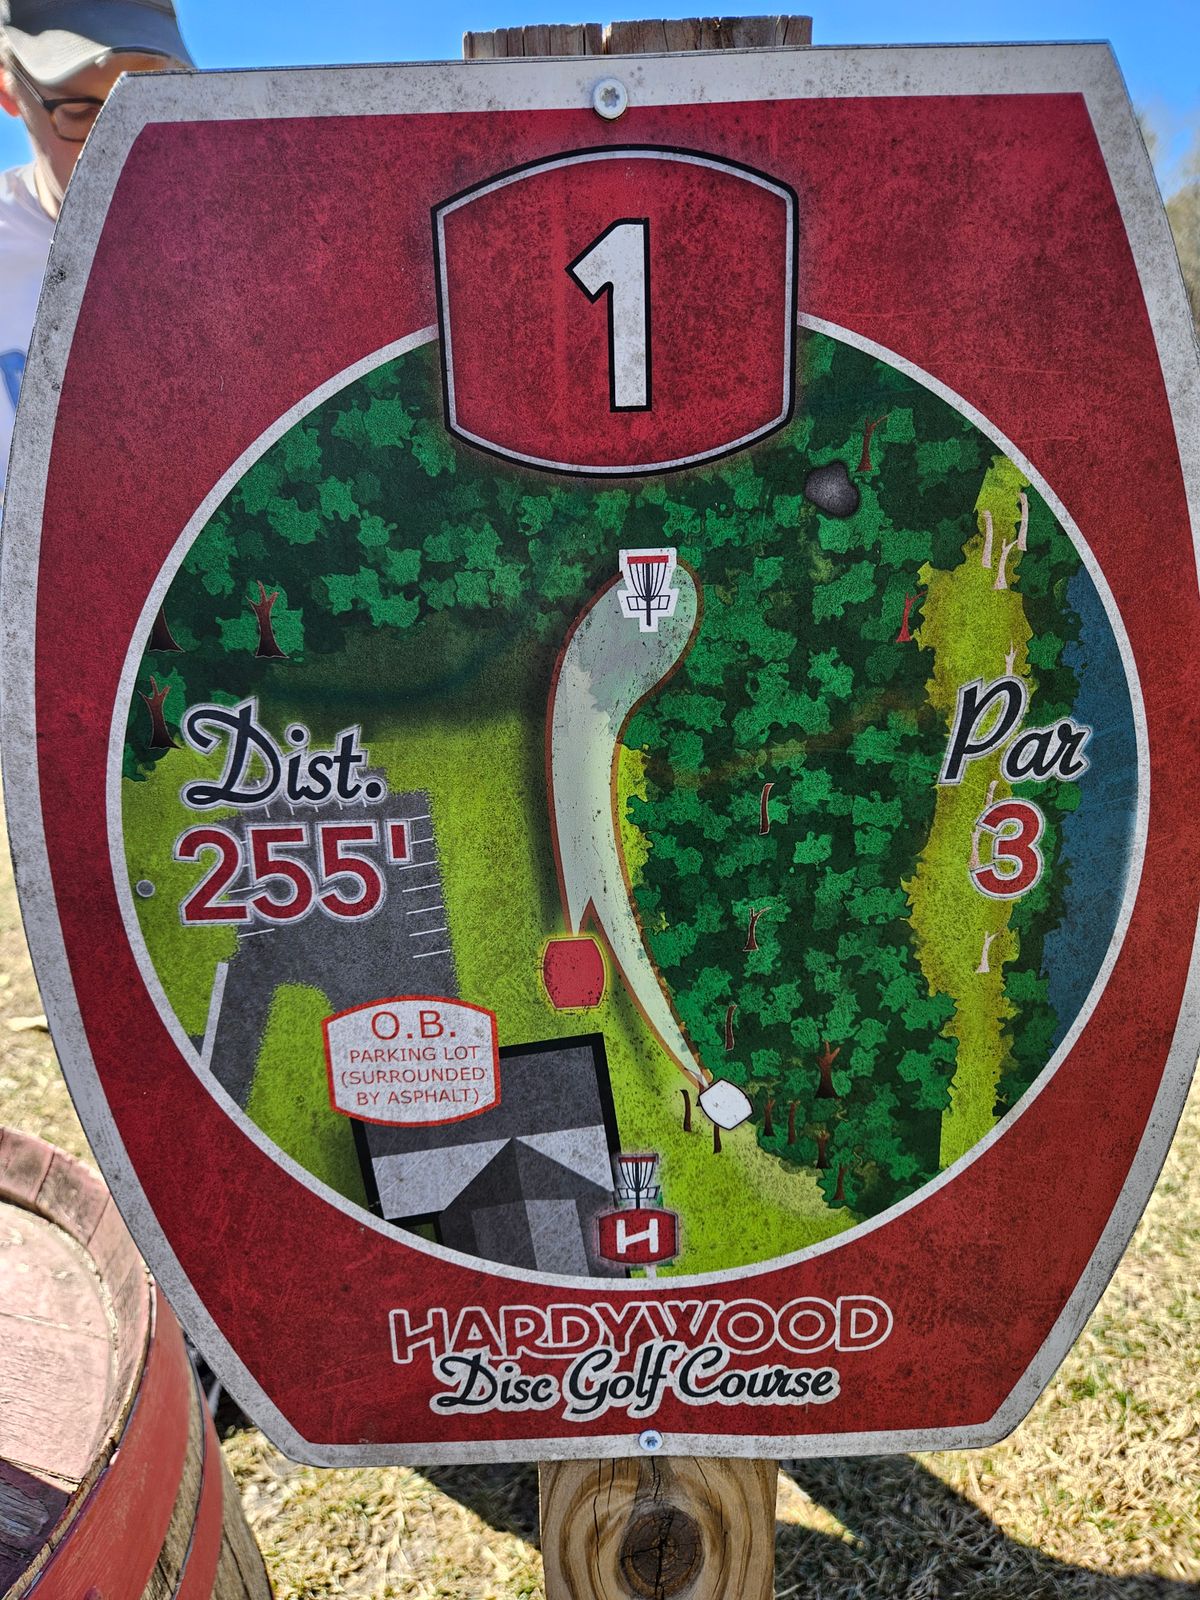 1
Dist.
255'
Par
3
O.B.
PARKING LOT
(SURROUNDED
BY ASPHALT)
H
HARDYWOOD
Disc Golf Course